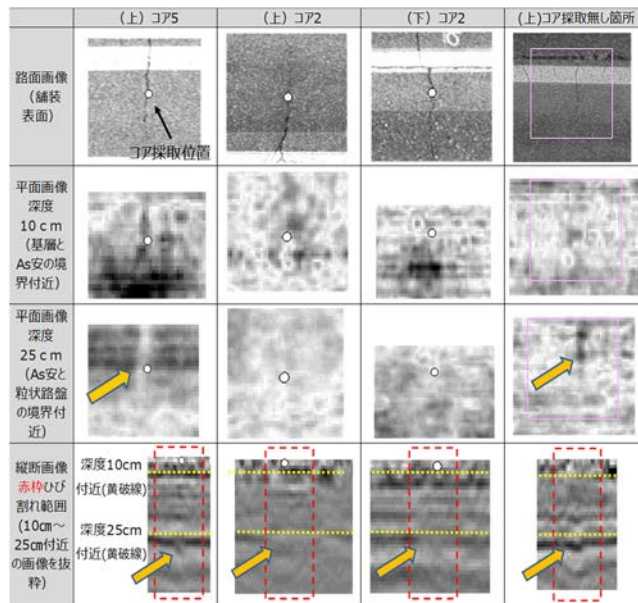 （上）コア5
（上）コア2
（下）コア2
(上)コア採取無し箇所
路面画像
（舗装
表面）
コア採取位置
平面画像
深度
10ｃｍ
（基層と
As安の境
界付近）
平面画像
深度
25ｃｍ
（As安と
粒状路盤
の境界付
近）
縦断画像
赤枠ひび
割れ範囲
(10㎝～
25㎝付近
の画像を抜
粋)
深度10cm
付近(黄破線)
深度25cm
付近(黄破線)